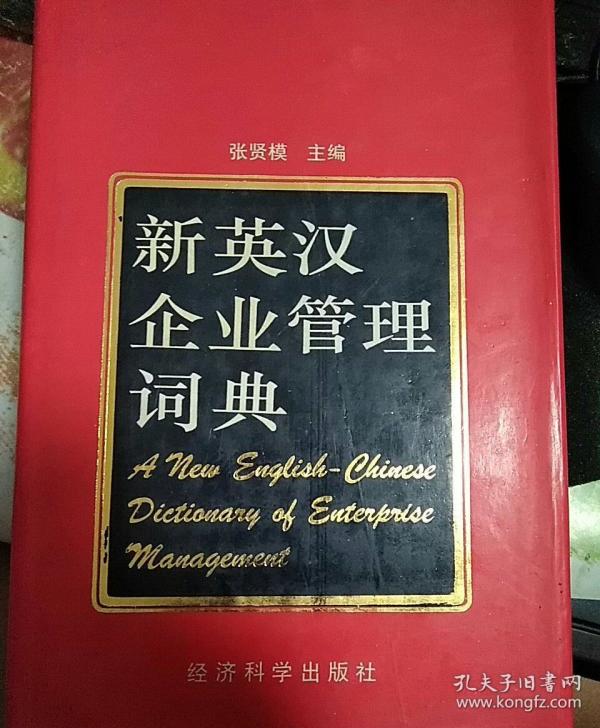 张贤模 主编
新英汉
企业管理
词典
A New English-Chinese
Dictionary of Enterprise
Management
经济科学出版社
孔夫子旧书网
www.kongfz.com